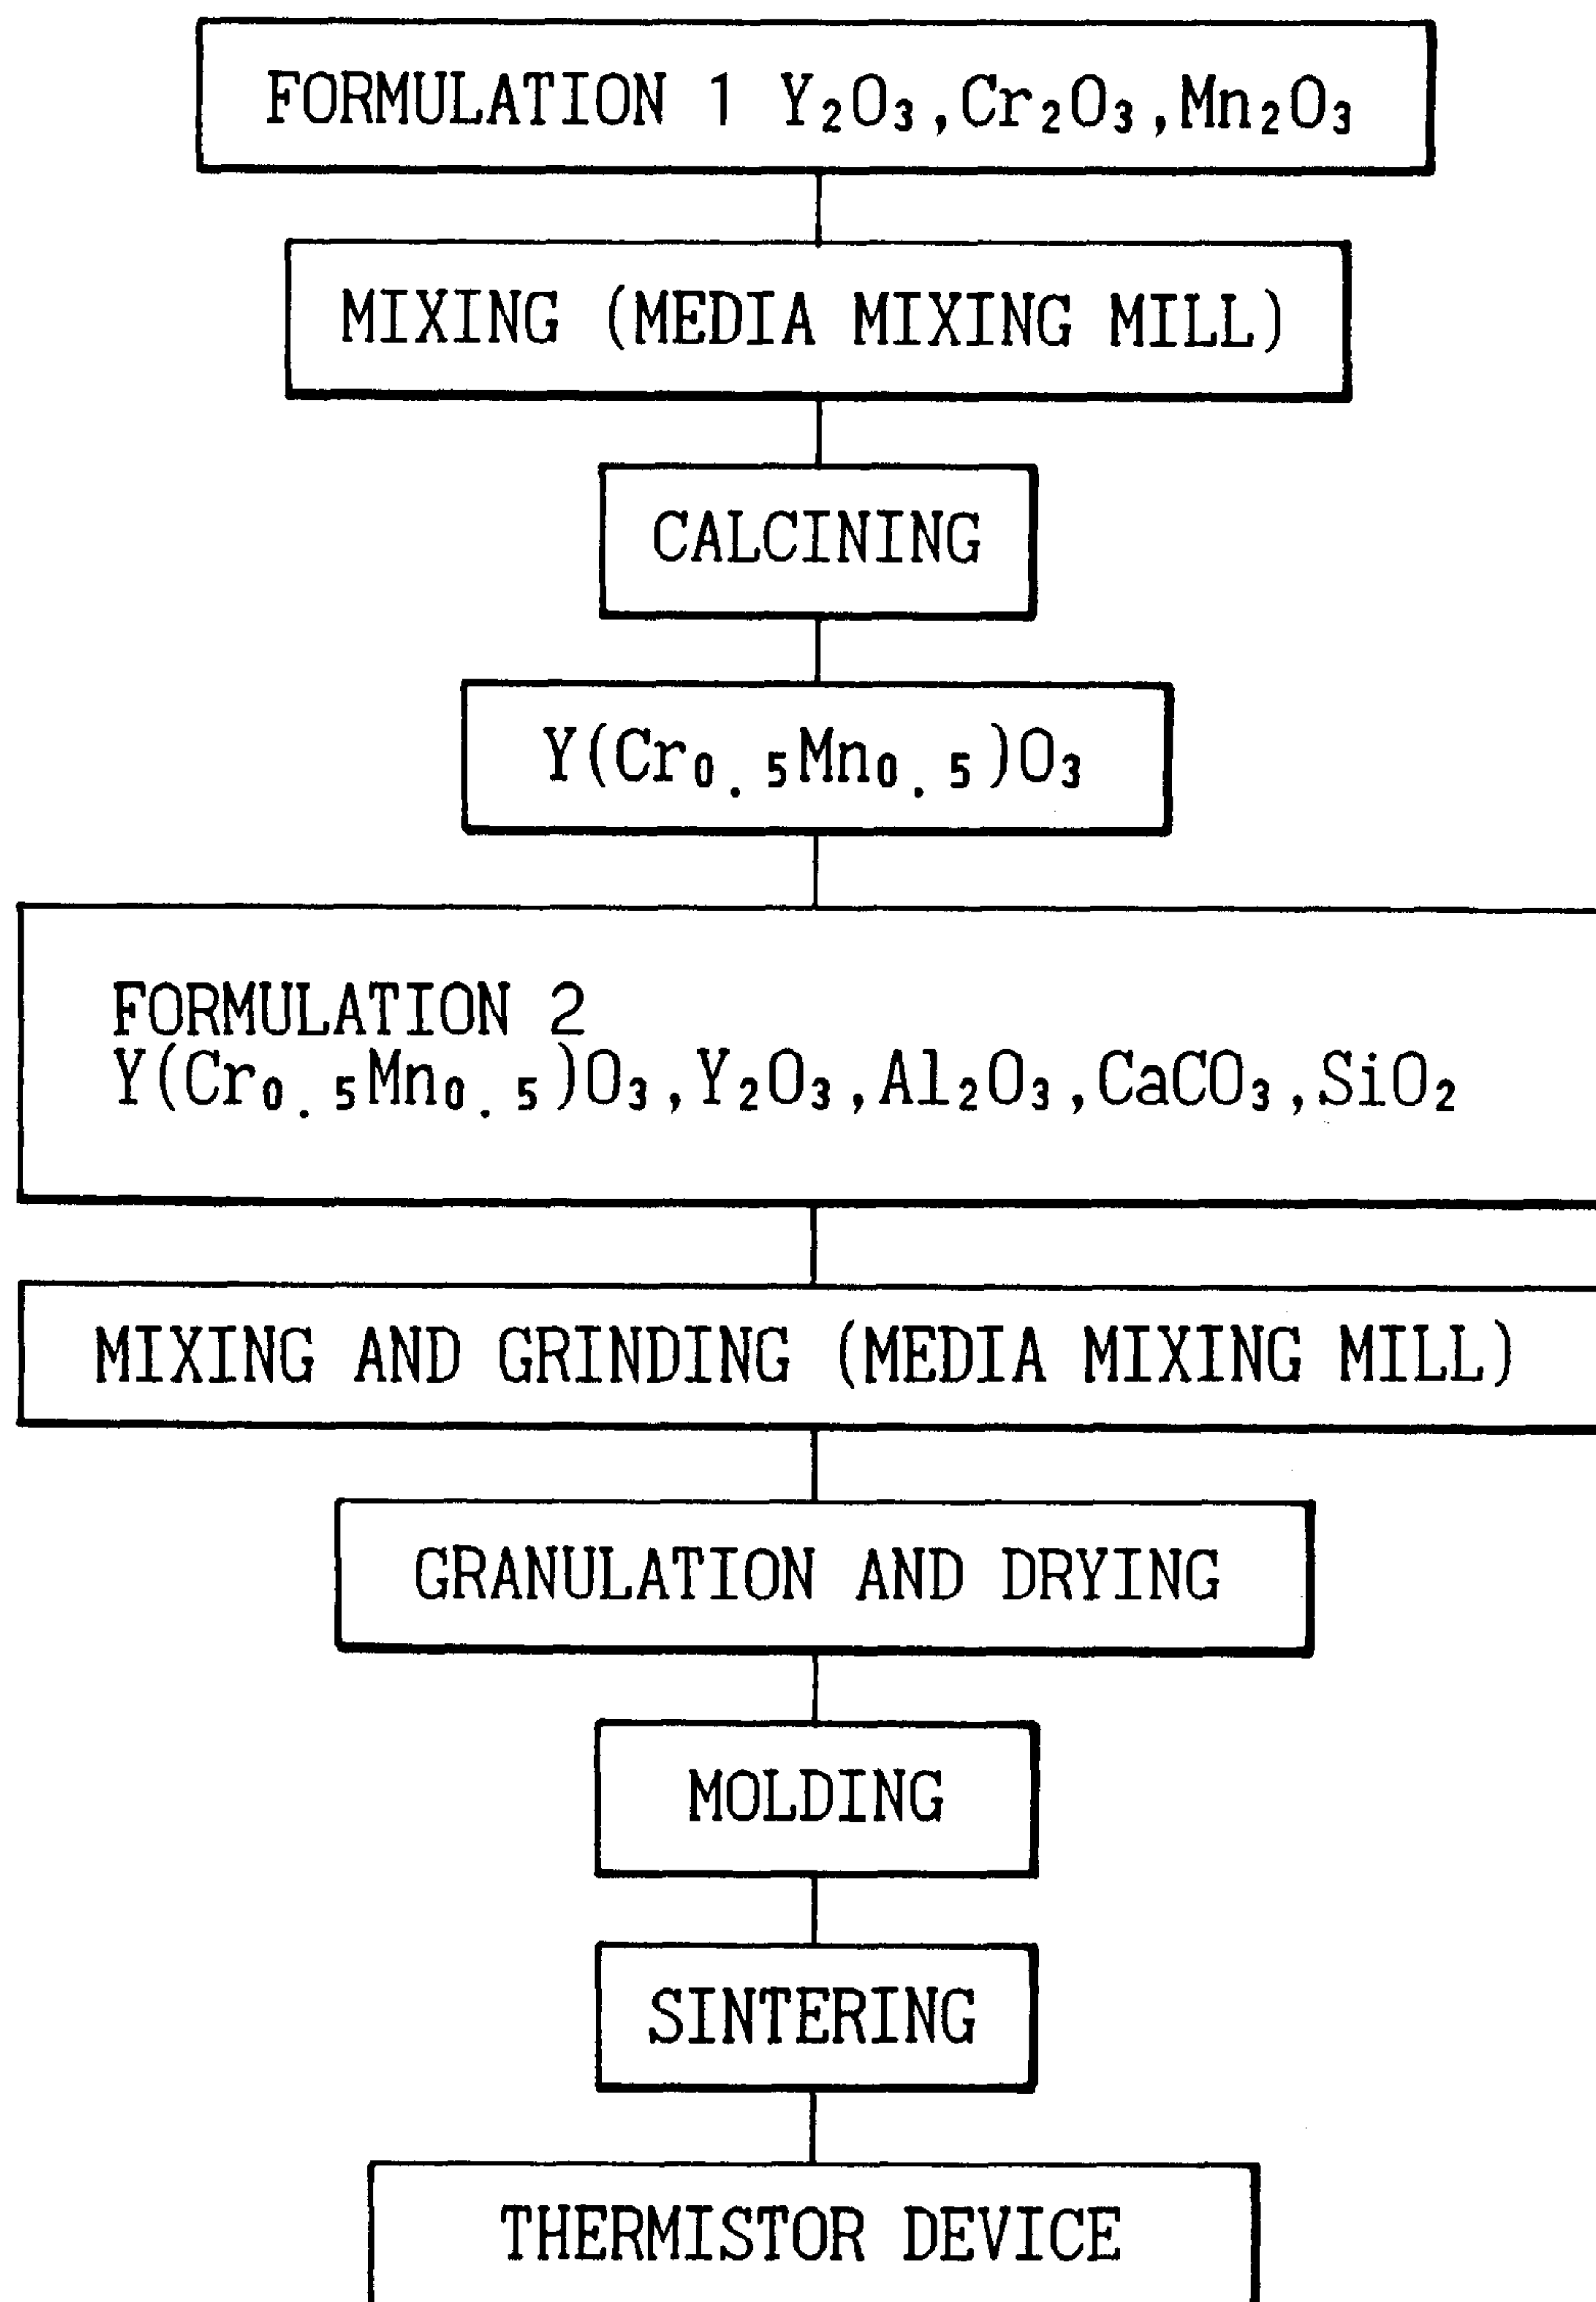 FORMULATION 1 Y₂O₃,Cr₂O₃,Mn₂O₃
MIXING (MEDIA MIXING MILL)
CALCINING
Y(Cr₀.₅Mn₀.₅)O₃
FORMULATION 2
Y(Cr₀.₅Mn₀.₅)O₃,Y₂O₃,Al₂O₃,CaCO₃,SiO₂
MIXING AND GRINDING (MEDIA MIXING MILL)
GRANULATION AND DRYING
MOLDING
SINTERING
THERMISTOR DEVICE